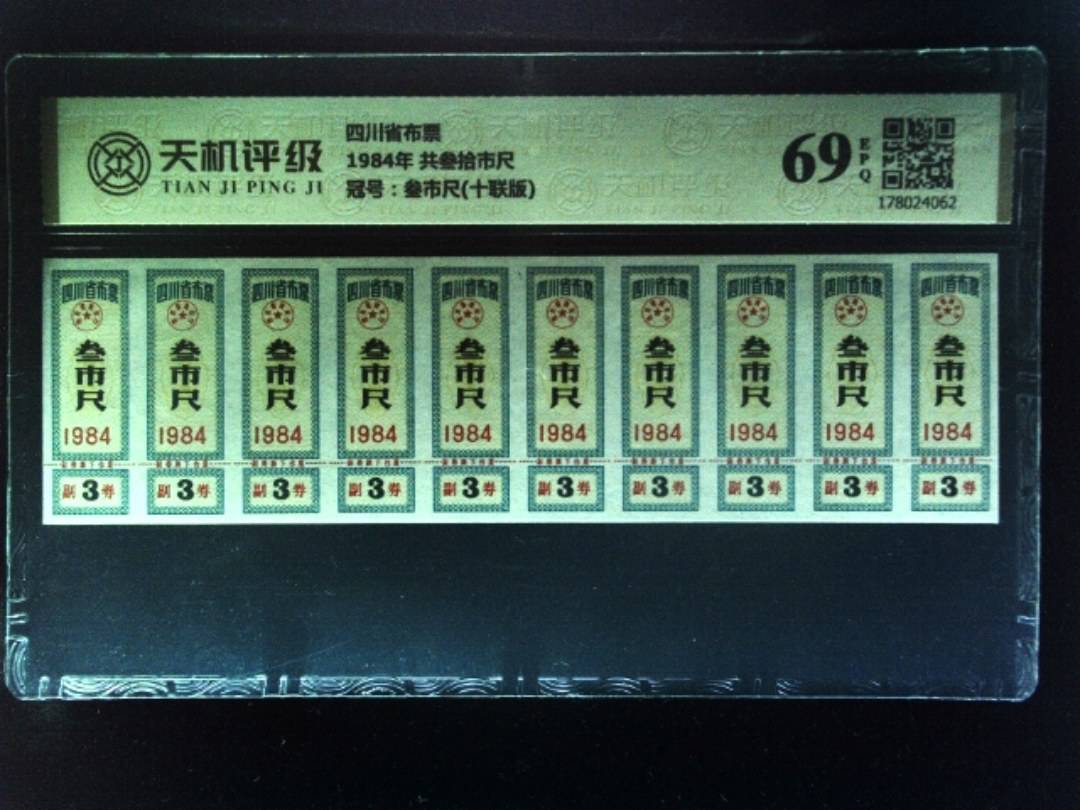 天机评级
TIAN JI PING JI
四川省布票
1984年 共叁拾市尺
冠号：叁市尺(十联版)
69
EPQ
178024062
四川省布票 四川省布票 四川省布票 四川省布票 四川省布票 四川省布票 四川省布票 四川省布票 四川省布票 四川省布票
叁市尺 叁市尺 叁市尺 叁市尺 叁市尺 叁市尺 叁市尺 叁市尺 叁市尺 叁市尺
1984 1984 1984 1984 1984 1984 1984 1984 1984 1984
副3券 副3券 副3券 副3券 副3券 副3券 副3券 副3券 副3券 副3券